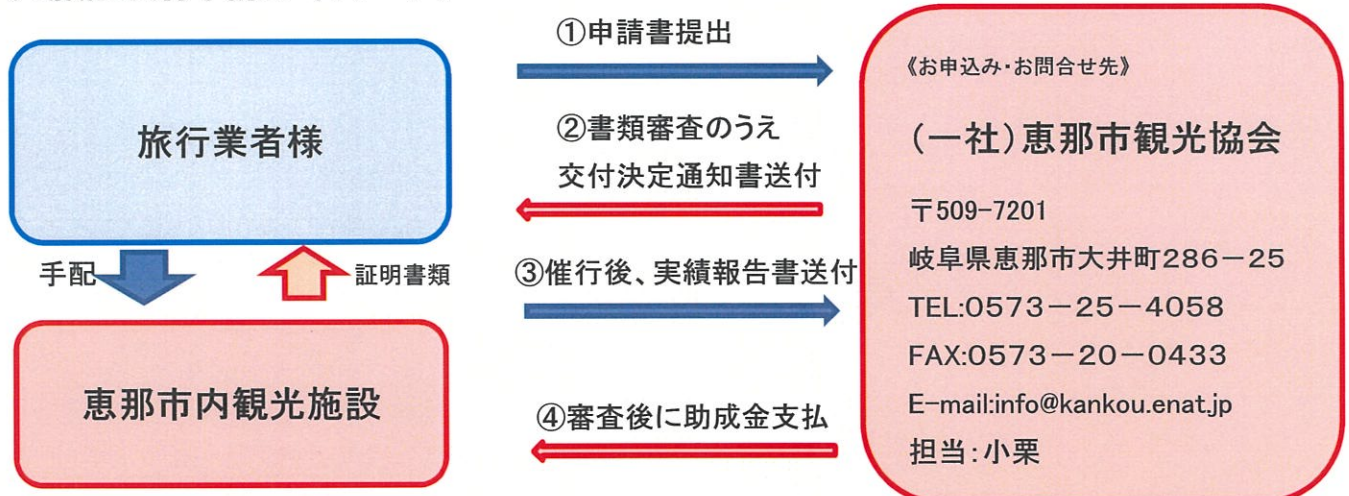 旅行業者様
手配
証明書類
恵那市内観光施設
①申請書提出
②書類審査のうえ
交付決定通知書送付
③催行後、実績報告書送付
④審査後に助成金支払
《お申込み・お問合せ先》
（一社）恵那市観光協会
〒509-7201
岐阜県恵那市大井町286－25
TEL:0573－25－4058
FAX:0573－20－0433
E-mail:info@kankou.enat.jp
担当：小栗